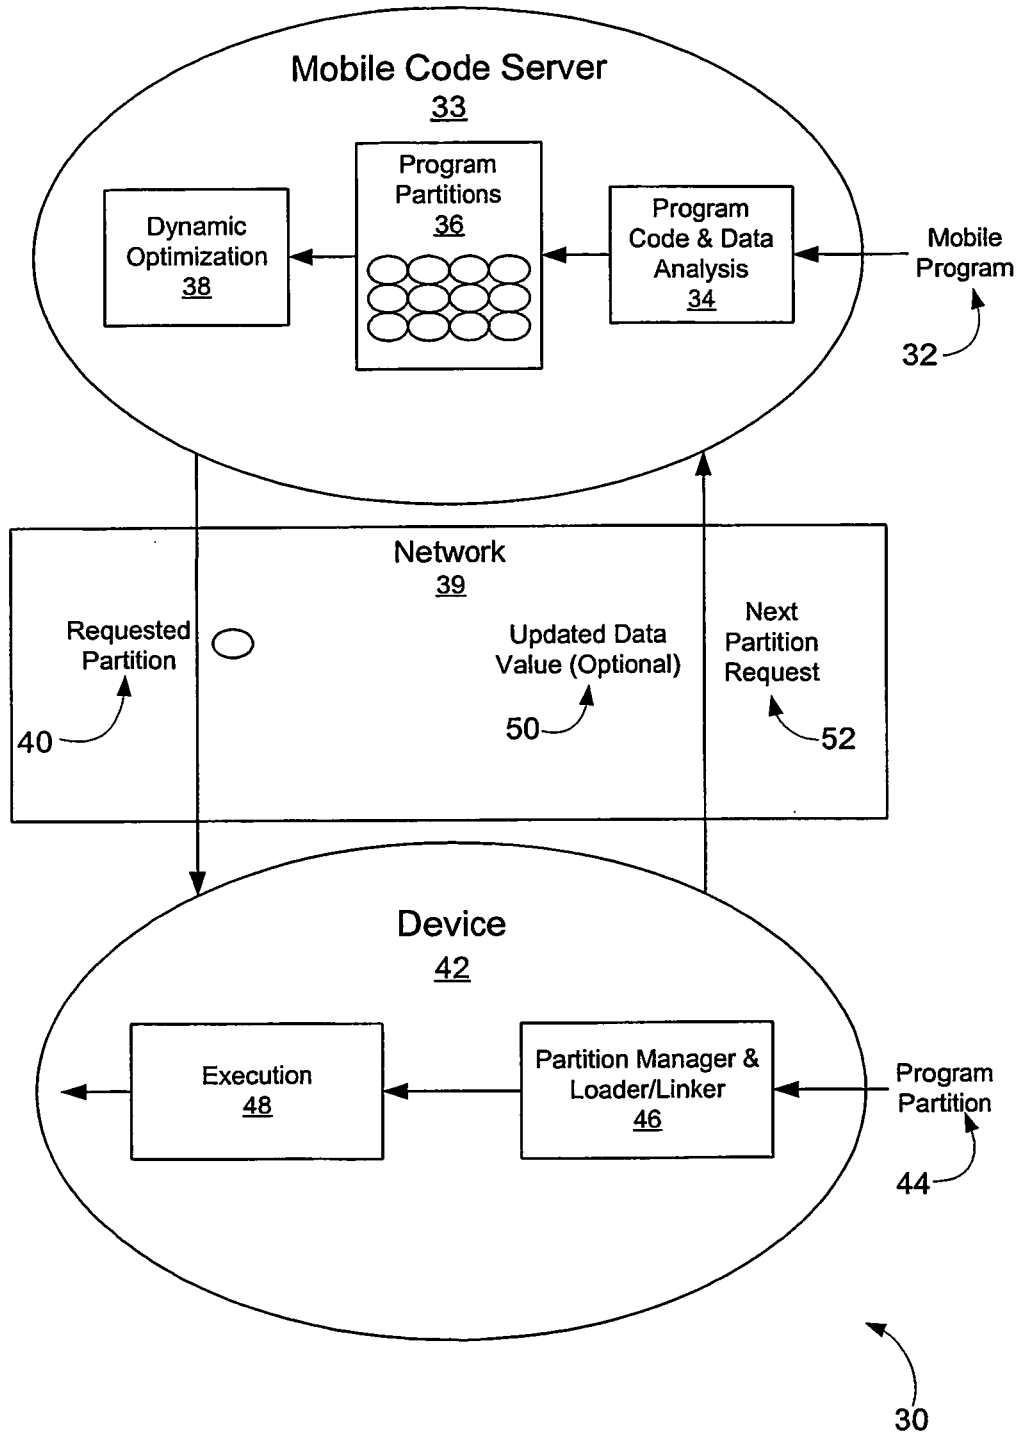 Mobile Code Server
33
Program
Partitions
36
Dynamic
Optimization
38
Program
Code & Data
Analysis
34
Mobile
Program
32
Network
39
Requested
Partition
40
Updated Data
Value (Optional)
50
Next
Partition
Request
52
Device
42
Execution
48
Partition Manager &
Loader/Linker
46
Program
Partition
44
30